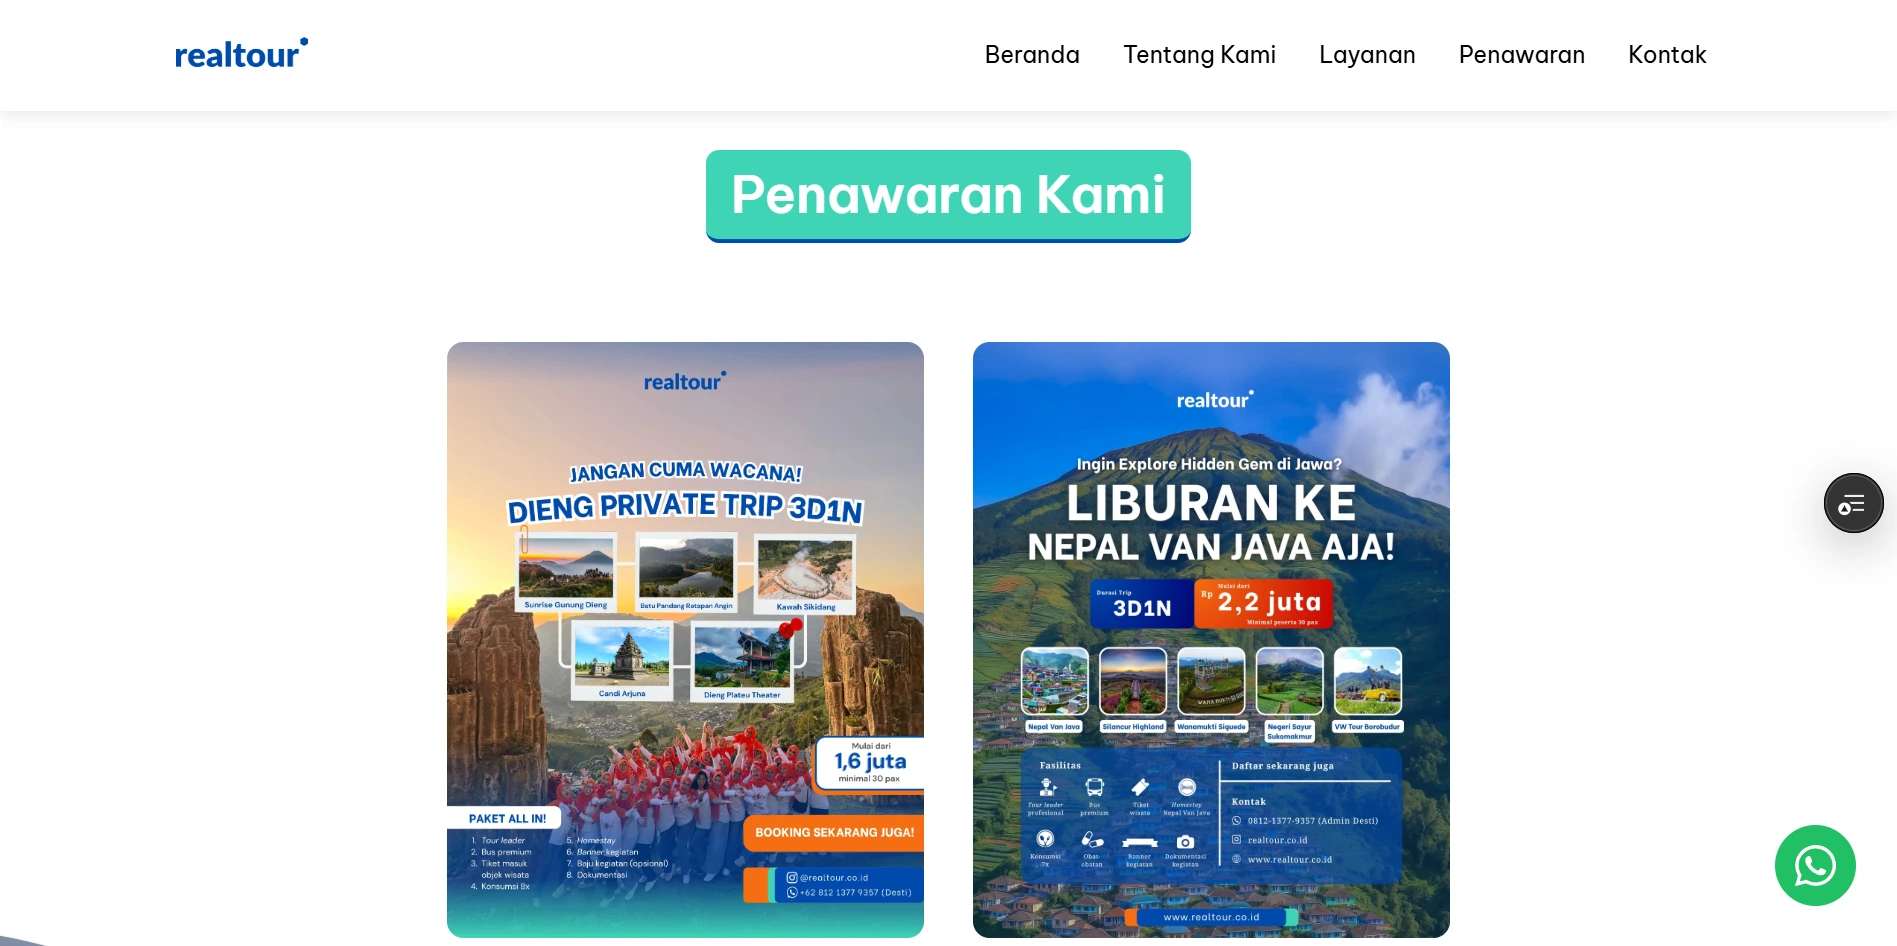 realtour
Beranda
Tentang Kami
Layanan
Penawaran
Kontak
Penawaran Kami
realtour
JANGAN CUMA WACANA!
DIENG PRIVATE TRIP 3D1N
Sunrise Gunung Dieng
Batu Pandang Ratapan Angin
Kawah Sikidang
Candi Arjuna
Dieng Plateu Theater
Mulai dari
1,6 juta
minimal 30 pax
PAKET ALL IN!
1. Tour leader
2. Bus premium
3. Tiket masuk
objek wisata
4. Konsumsi 8x
5. Homestay
6. Banner kegiatan
7. Baju kegiatan (opsional)
8. Dokumentasi
BOOKING SEKARANG JUGA!
@realtour.co.id
+62 812 1377 9357 (Desti)
realtour
Ingin Explore Hidden Gem di Jawa?
LIBURAN KE
NEPAL VAN JAVA AJA!
Durasi Trip
3D1N
Mulai dari
Rp 2,2 juta
Minimal peserta 30 pax
Nepal Van Java
Silancur Highland
Wanamukti Siguede
Negeri Sayur
Sukomakmur
VW Tour Borobudur
Fasilitas
Tour leader
profesional
Bus
premium
Tiket
wisata
Homestay
Nepal Van Java
Konsumsi
7x
Obat-
obatan
Banner
kegiatan
Dokumentasi
kegiatan
Daftar sekarang juga
Kontak
0812-1377-9357 (Admin Desti)
realtour.co.id
www.realtour.co.id
www.realtour.co.id